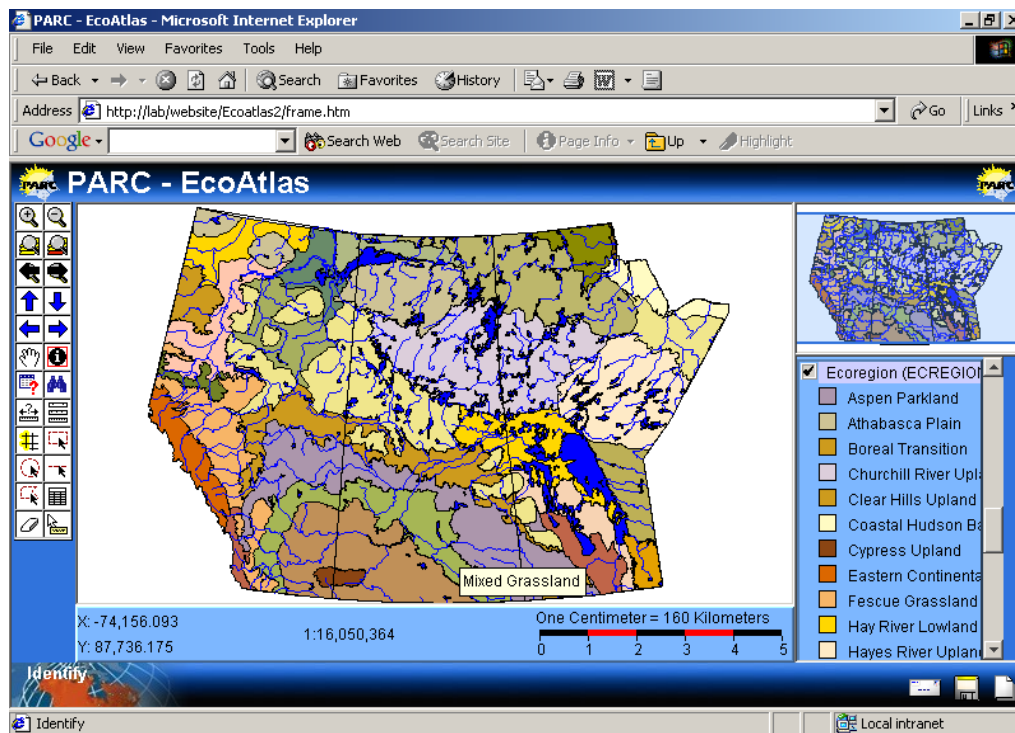 PARC - EcoAtlas - Microsoft Internet Explorer
File Edit View Favorites Tools Help
Back Search Favorites History
Address http://lab/website/Ecoatlas2/frame.htm Go Links
Google Search Web Search Site Page Info Up Highlight
PARC PARC - EcoAtlas PARC
Ecoregion (ECREGION
Aspen Parkland
Athabasca Plain
Boreal Transition
Churchill River Upla
Clear Hills Upland
Coastal Hudson Ba
Cypress Upland
Eastern Continenta
Fescue Grassland
Hay River Lowland
Hayes River Uplan
Mixed Grassland
X: -74,156.093
Y: 87,736.175
1:16,050,364
One Centimeter = 160 Kilometers
0 1 2 3 4 5
Identify
Identify Local intranet